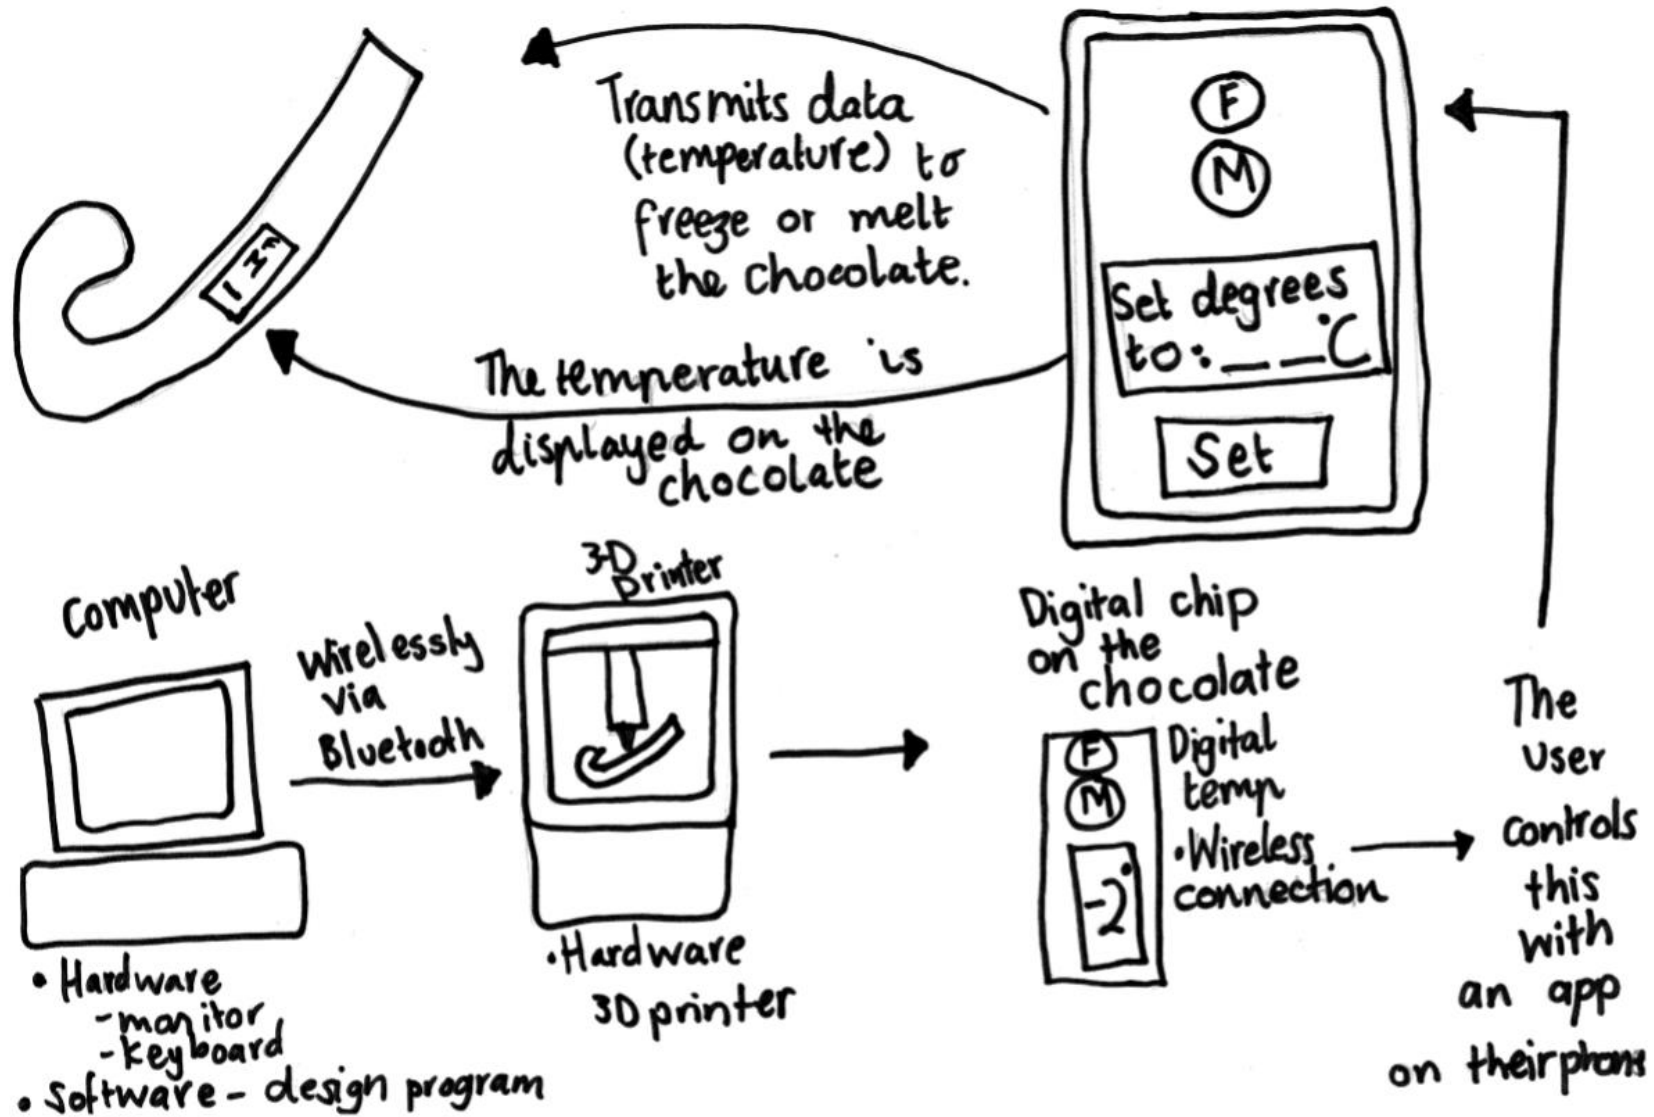 Transmits data
(temperature) to
freeze or melt
the chocolate.
F
M
Set degrees
to: _ _°C
Set
The temperature is
displayed on the
chocolate
Computer
Wirelessly
via
Bluetooth
3-D
Printer
Digital chip
on the
chocolate
F
M
-2°
Digital
temp
•Wireless
connection
The
User
controls
this
with
an app
on their phone
• Hardware
- monitor
- Keyboard
• Software - design program
• Hardware
3D printer